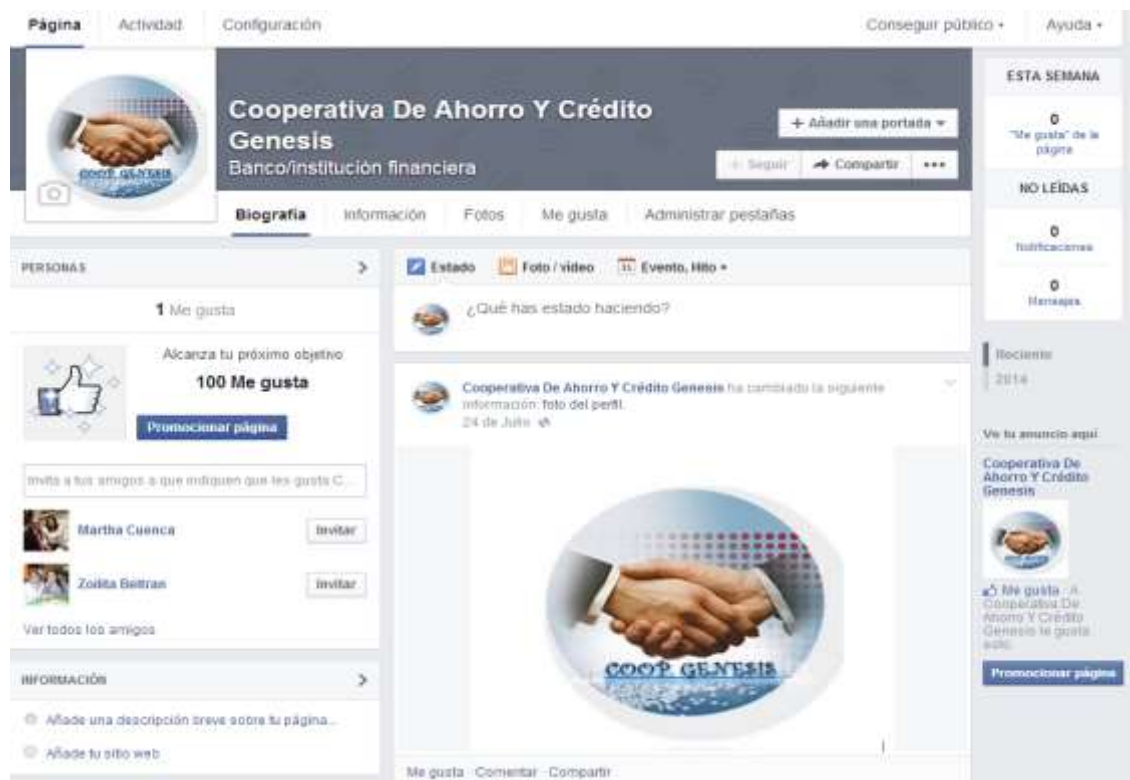 Página Actividad Configuración Conseguir público Ayuda
COOP GENESIS
Cooperativa De Ahorro Y Crédito
Genesis
Banco/institución financiera
+ Añadir una portada
+ Seguir Compartir •••
Biografía Información Fotos Me gusta Administrar pestañas
PERSONAS >
1 Me gusta
Alcanza tu próximo objetivo
100 Me gusta
Promocionar página
Invita a tus amigos a que indiquen que les gusta C...
Martha Cuenca Invitar
Zoilita Beltran Invitar
Ver todos los amigos
INFORMACIÓN >
Añade una descripción breve sobre tu página...
Añade tu sitio web
Estado Foto / vídeo 31 Evento, Hito +
¿Qué has estado haciendo?
Cooperativa De Ahorro Y Crédito Genesis ha cambiado la siguiente
información: foto del perfil.
24 de Julio
COOP. GENESIS
Me gusta · Comentar · Compartir
ESTA SEMANA
0
"Me gusta" de la
página
NO LEÍDAS
0
Notificaciones
0
Mensajes
Reciente
2014
Ve tu anuncio aquí
Cooperativa De
Ahorro Y Crédito
Genesis
Me gusta · A
Cooperativa De
Ahorro Y Crédito
Genesis le gusta
esto.
Promocionar página